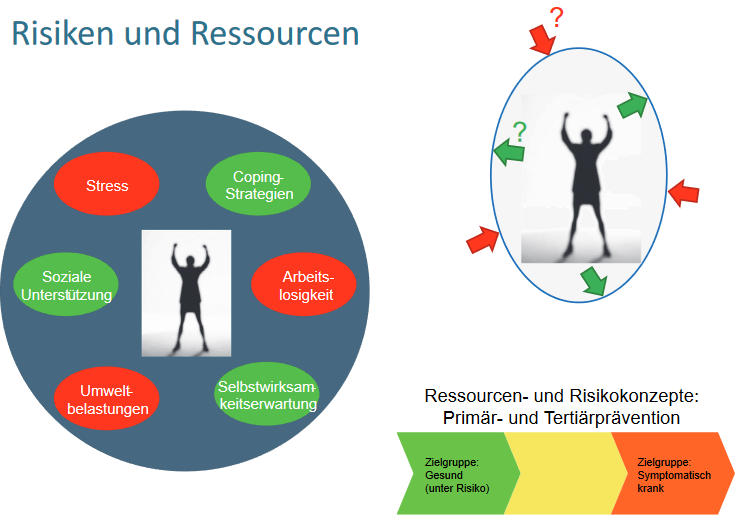 Risiken und Ressourcen
?
?
Stress
Coping-
Strategien
Soziale
Unterstützung
Arbeits-
losigkeit
Umwelt-
belastungen
Selbstwirksam-
keitserwartung
Ressourcen- und Risikokonzepte:
Primär- und Tertiärprävention
Zielgruppe:
Gesund
(unter Risiko)
Zielgruppe:
Symptomatisch
krank